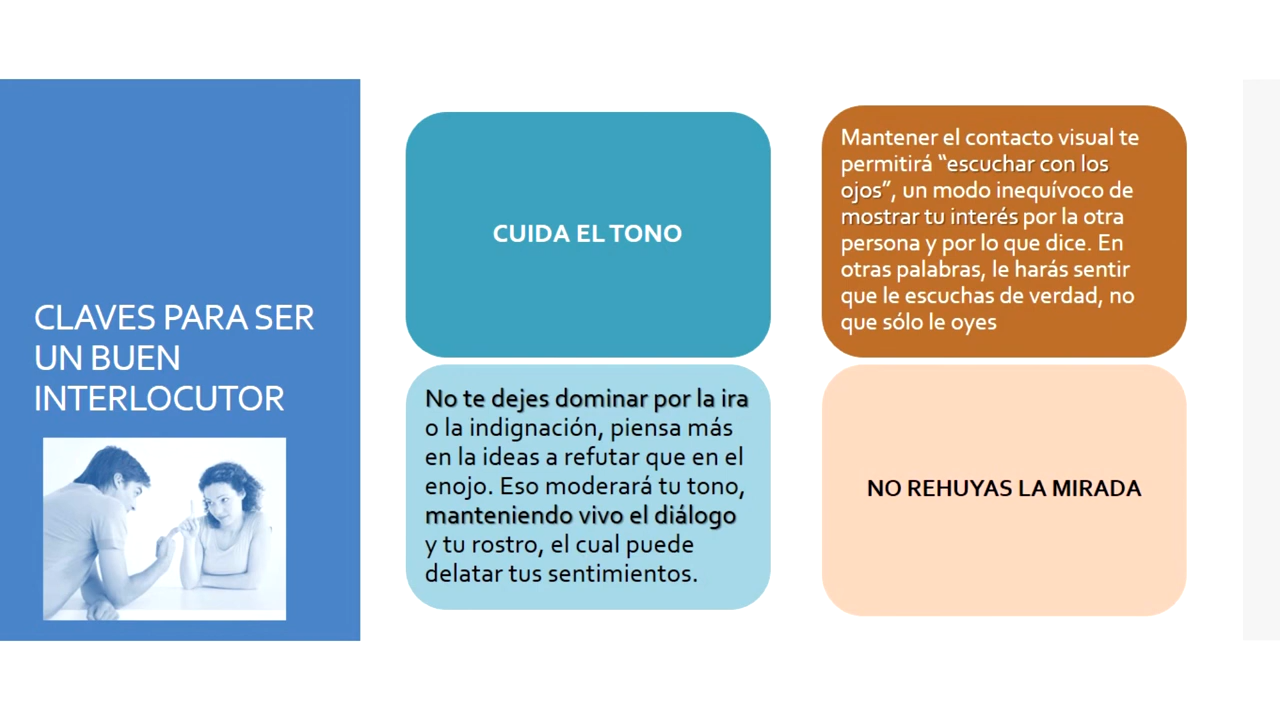 CLAVES PARA SER
UN BUEN
INTERLOCUTOR
CUIDA EL TONO
No te dejes dominar por la ira
o la indignación, piensa más
en la ideas a refutar que en el
enojo. Eso moderará tu tono,
manteniendo vivo el diálogo
y tu rostro, el cual puede
delatar tus sentimientos.
Mantener el contacto visual te
permitirá “escuchar con los
ojos”, un modo inequívoco de
mostrar tu interés por la otra
persona y por lo que dice. En
otras palabras, le harás sentir
que le escuchas de verdad, no
que sólo le oyes
NO REHUYAS LA MIRADA